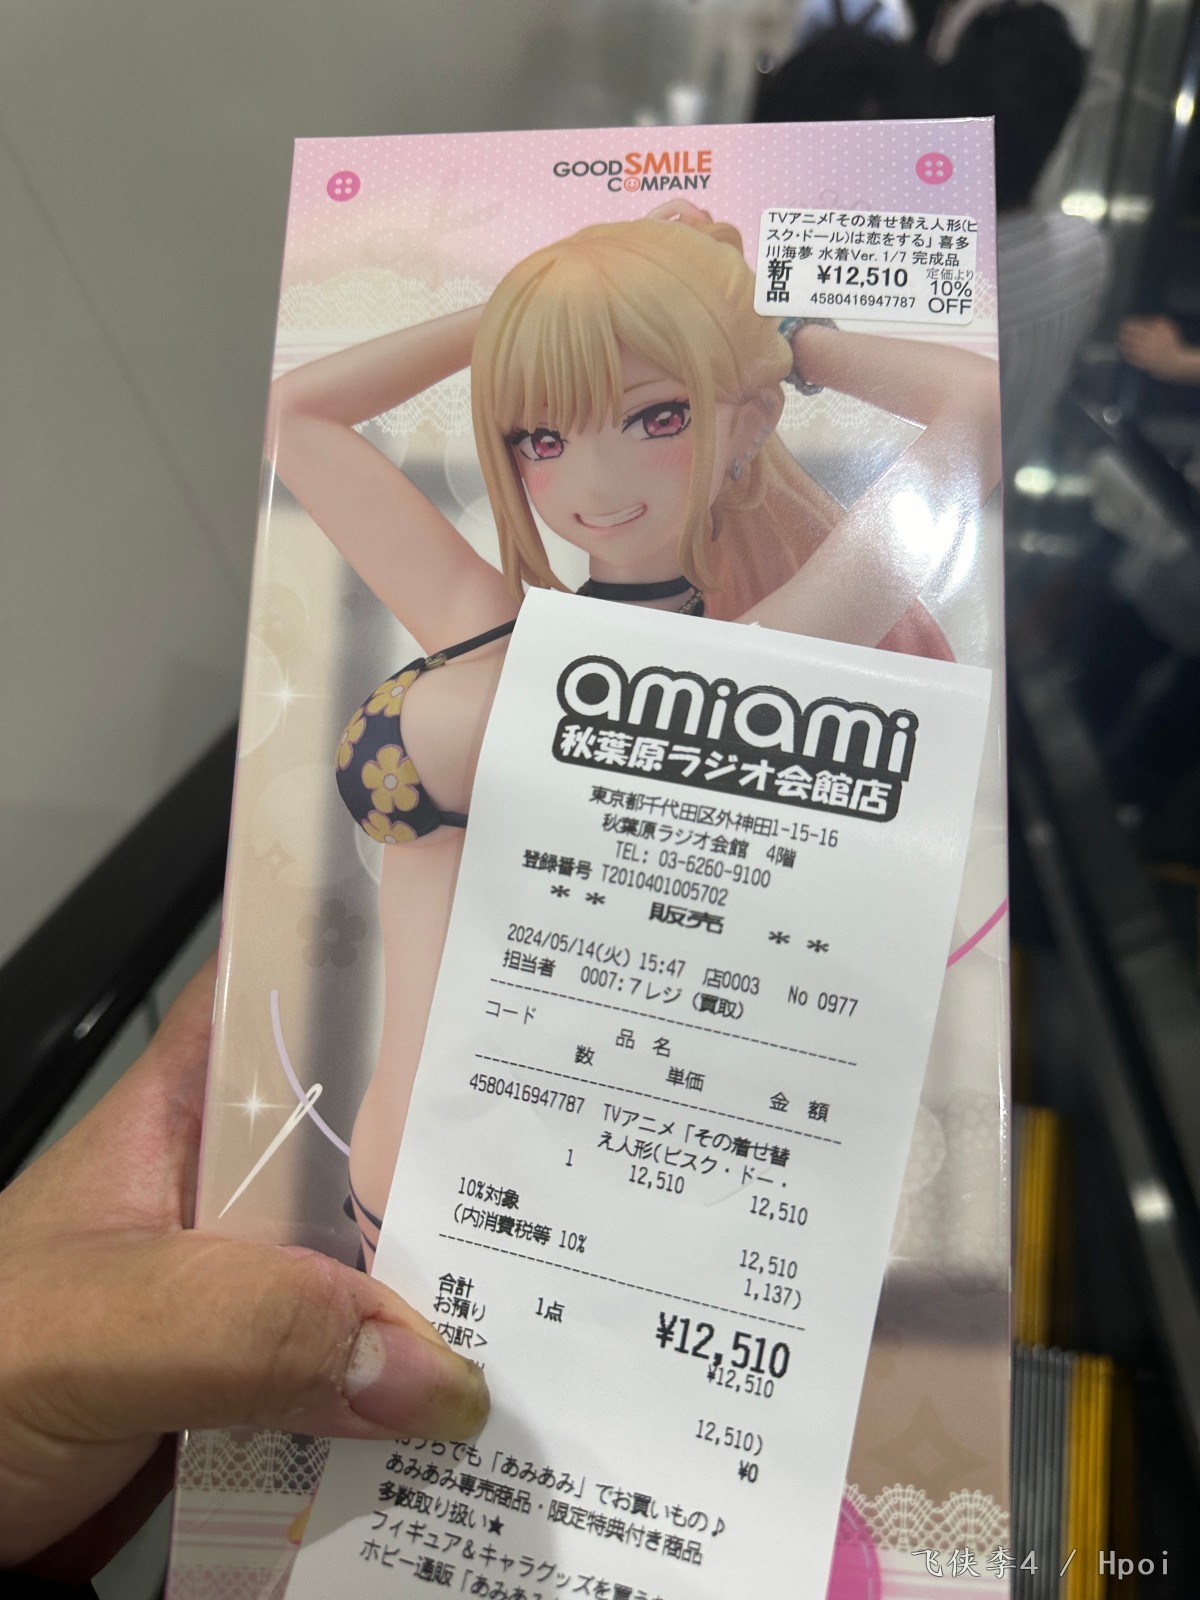 GOOD SMILE
COMPANY
TVアニメ「その着せ替え人形(ビ
スク・ドール)は恋をする」 喜多
川海夢 水着Ver. 1/7 完成品
新品 ¥12,510 定価より
4580416947787 10%
OFF
amiami
秋葉原ラジオ会館店
東京都千代田区外神田1-15-16
秋葉原ラジオ会館 4階
TEL: 03-6260-9100
登録番号 T2010401005702
** 販売 **
2024/05/14(火) 15:47 店0003 No 0977
担当者 0007:7レジ(買取)
コード 品 名
数 単価 金 額
4580416947787 TVアニメ「その着せ替
え人形(ビスク・ドー・
1 12,510 12,510
10%対象 12,510
(内消費税等 10% 1,137)
合計 1点 ¥12,510
お預り ¥12,510
内訳>
12,510)
¥0
でも「あみあみ」でお買いもの♪
あみあみ専売商品・限定特典付き商品
多数取り扱い★
フィギュア&キャラグッズを買う
ホビー通販「あみあみ
飞侠李4 / Hpoi